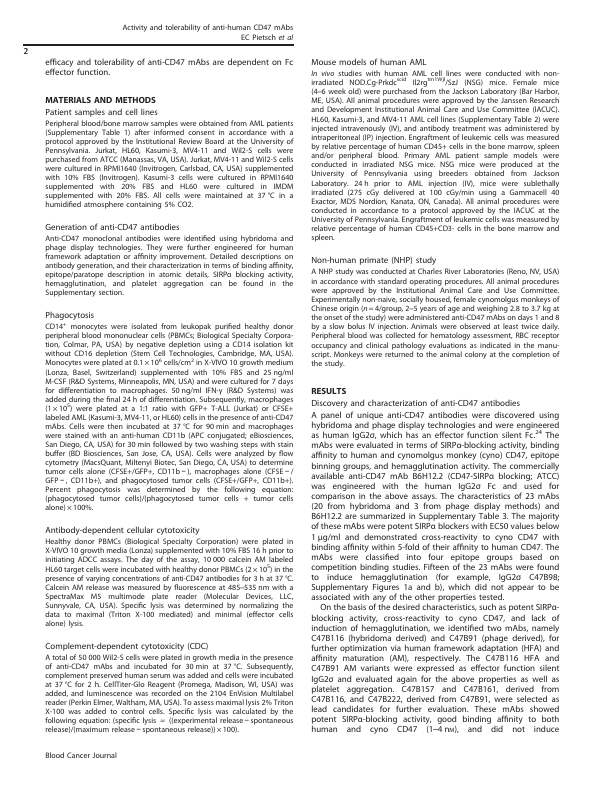 Activity and tolerability of anti-human CD47 mAbs
EC Pietsch et al
2
efficacy and tolerability of anti-CD47 mAbs are dependent on Fc
effector function.
MATERIALS AND METHODS
Patient samples and cell lines
Peripheral blood/bone marrow samples were obtained from AML patients
(Supplementary Table 1) after informed consent in accordance with a
protocol approved by the Institutional Review Board at the University of
Pennsylvania. Jurkat, HL60, Kasumi-3, MV4-11 and Wil2-S cells were
purchased from ATCC (Manassas, VA, USA). Jurkat, MV4-11 and Wil2-S cells
were cultured in RPMI1640 (Invitrogen, Carlsbad, CA, USA) supplemented
with 10% FBS (Invitrogen). Kasumi-3 cells were cultured in RPMI1640
supplemented with 20% FBS and HL60 were cultured in IMDM
supplemented with 20% FBS. All cells were maintained at 37 °C in a
humidified atmosphere containing 5% CO2.
Generation of anti-CD47 antibodies
Anti-CD47 monoclonal antibodies were identified using hybridoma and
phage display technologies. They were further engineered for human
framework adaptation or affinity improvement. Detailed descriptions on
antibody generation, and their characterization in terms of binding affinity,
epitope/paratope description in atomic details, SIRPα blocking activity,
hemagglutination, and platelet aggregation can be found in the
Supplementary section.
Phagocytosis
CD14+ monocytes were isolated from leukopak purified healthy donor
peripheral blood mononuclear cells (PBMCs; Biological Specialty Corpora-
tion, Colmar, PA, USA) by negative depletion using a CD14 isolation kit
without CD16 depletion (Stem Cell Technologies, Cambridge, MA, USA).
Monocytes were plated at 0.1 × 10⁶ cells/cm² in X-VIVO 10 growth medium
(Lonza, Basel, Switzerland) supplemented with 10% FBS and 25 ng/ml
M-CSF (R&D Systems, Minneapolis, MN, USA) and were cultured for 7 days
for differentiation to macrophages. 50 ng/ml IFN-γ (R&D Systems) was
added during the final 24 h of differentiation. Subsequently, macrophages
(1 × 10⁵) were plated at a 1:1 ratio with GFP+ T-ALL (Jurkat) or CFSE+
labeled AML (Kasumi-3, MV4-11, or HL60) cells in the presence of anti-CD47
mAbs. Cells were then incubated at 37 °C for 90 min and macrophages
were stained with an anti-human CD11b (APC conjugated; eBiosciences,
San Diego, CA, USA) for 30 min followed by two washing steps with stain
buffer (BD Biosciences, San Jose, CA, USA). Cells were analyzed by flow
cytometry (MacsQuant, Miltenyi Biotec, San Diego, CA, USA) to determine
tumor cells alone (CFSE+/GFP+, CD11b−), macrophages alone (CFSE−/
GFP−, CD11b+), and phagocytosed tumor cells (CFSE+/GFP+, CD11b+).
Percent phagocytosis was determined by the following equation:
(phagocytosed tumor cells)/(phagocytosed tumor cells + tumor cells
alone) × 100%.
Antibody-dependent cellular cytotoxicity
Healthy donor PBMCs (Biological Specialty Corporation) were plated in
X-VIVO 10 growth media (Lonza) supplemented with 10% FBS 16 h prior to
initiating ADCC assays. The day of the assay, 10 000 calcein AM labeled
HL60 target cells were incubated with healthy donor PBMCs (2 × 10⁵) in the
presence of varying concentrations of anti-CD47 antibodies for 3 h at 37 °C.
Calcein AM release was measured by fluorescence at 485–535 nm with a
SpectraMax M5 multimode plate reader (Molecular Devices, LLC,
Sunnyvale, CA, USA). Specific lysis was determined by normalizing the
data to maximal (Triton X-100 mediated) and minimal (effector cells
alone) lysis.
Complement-dependent cytotoxicity (CDC)
A total of 50 000 Wil2-S cells were plated in growth media in the presence
of anti-CD47 mAbs and incubated for 30 min at 37 °C. Subsequently,
complement preserved human serum was added and cells were incubated
at 37 °C for 2 h. CellTiter-Glo Reagent (Promega, Madison, WI, USA) was
added, and luminescence was recorded on the 2104 EnVision Multilabel
reader (Perkin Elmer, Waltham, MA, USA). To assess maximal lysis 2% Triton
X-100 was added to control cells. Specific lysis was calculated by the
following equation: (specific lysis = ((experimental release − spontaneous
release)/(maximum release − spontaneous release)) × 100).
Mouse models of human AML
In vivo studies with human AML cell lines were conducted with non-
irradiated NOD.Cg-Prkdcscid Il2rgtm1Wjl/SzJ (NSG) mice. Female mice
(4–6 week old) were purchased from the Jackson Laboratory (Bar Harbor,
ME, USA). All animal procedures were approved by the Janssen Research
and Development Institutional Animal Care and Use Committee (IACUC).
HL60, Kasumi-3, and MV4-11 AML cell lines (Supplementary Table 2) were
injected intravenously (IV), and antibody treatment was administered by
intraperitoneal (IP) injection. Engraftment of leukemic cells was measured
by relative percentage of human CD45+ cells in the bone marrow, spleen
and/or peripheral blood. Primary AML patient sample models were
conducted in irradiated NSG mice. NSG mice were produced at the
University of Pennsylvania using breeders obtained from Jackson
Laboratory. 24 h prior to AML injection (IV), mice were sublethally
irradiated (275 cGy delivered at 100 cGy/min using a Gammacell 40
Exactor, MDS Nordion, Kanata, ON, Canada). All animal procedures were
conducted in accordance to a protocol approved by the IACUC at the
University of Pennsylvania. Engraftment of leukemic cells was measured by
relative percentage of human CD45+CD3- cells in the bone marrow and
spleen.
Non-human primate (NHP) study
A NHP study was conducted at Charles River Laboratories (Reno, NV, USA)
in accordance with standard operating procedures. All animal procedures
were approved by the Institutional Animal Care and Use Committee.
Experimentally non-naive, socially housed, female cynomolgus monkeys of
Chinese origin (n = 4/group, 2–5 years of age and weighing 2.8 to 3.7 kg at
the onset of the study) were administered anti-CD47 mAbs on days 1 and 8
by a slow bolus IV injection. Animals were observed at least twice daily.
Peripheral blood was collected for hematology assessment, RBC receptor
occupancy and clinical pathology evaluations as indicated in the manu-
script. Monkeys were returned to the animal colony at the completion of
the study.
RESULTS
Discovery and characterization of anti-CD47 antibodies
A panel of unique anti-CD47 antibodies were discovered using
hybridoma and phage display technologies and were engineered
as human IgG2σ, which has an effector function silent Fc.²⁴ The
mAbs were evaluated in terms of SIRPα-blocking activity, binding
affinity to human and cynomolgus monkey (cyno) CD47, epitope
binning groups, and hemagglutination activity. The commercially
available anti-CD47 mAb B6H12.2 (CD47-SIRPα blocking; ATCC)
was engineered with the human IgG2σ Fc and used for
comparison in the above assays. The characteristics of 23 mAbs
(20 from hybridoma and 3 from phage display methods) and
B6H12.2 are summarized in Supplementary Table 3. The majority
of these mAbs were potent SIRPα blockers with EC50 values below
1 μg/ml and demonstrated cross-reactivity to cyno CD47 with
binding affinity within 5-fold of their affinity to human CD47. The
mAbs were classified into four epitope groups based on
competition binding studies. Fifteen of the 23 mAbs were found
to induce hemagglutination (for example, IgG2σ C47B98;
Supplementary Figures 1a and b), which did not appear to be
associated with any of the other properties tested.
On the basis of the desired characteristics, such as potent SIRPα-
blocking activity, cross-reactivity to cyno CD47, and lack of
induction of hemagglutination, we identified two mAbs, namely
C47B116 (hybridoma derived) and C47B91 (phage derived), for
further optimization via human framework adaptation (HFA) and
affinity maturation (AM), respectively. The C47B116 HFA and
C47B91 AM variants were expressed as effector function silent
IgG2σ and evaluated again for the above properties as well as
platelet aggregation. C47B157 and C47B161, derived from
C47B116, and C47B222, derived from C47B91, were selected as
lead candidates for further evaluation. These mAbs showed
potent SIRPα-blocking activity, good binding affinity to both
human and cyno CD47 (1–4 nM), and did not induce
Blood Cancer Journal